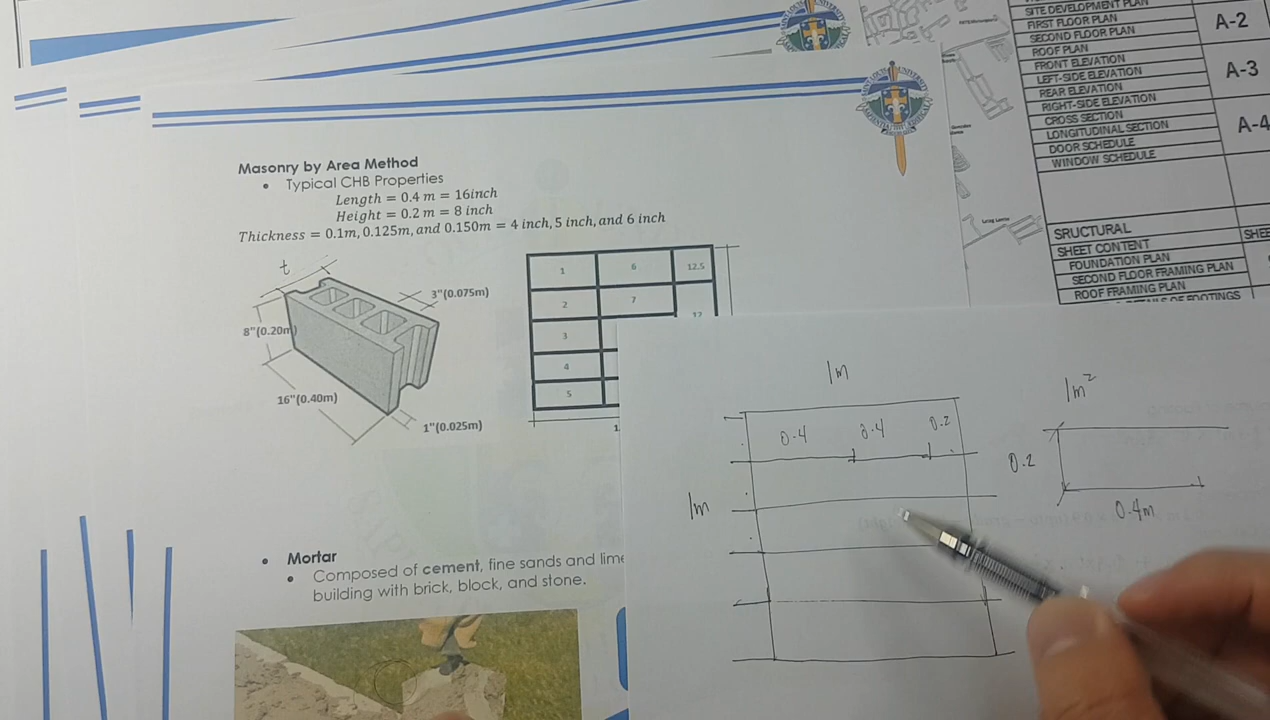 Masonry by Area Method
• Typical CHB Properties
Length = 0.4 m = 16inch
Height = 0.2 m = 8 inch
Thickness = 0.1m, 0.125m, and 0.150m = 4 inch, 5 inch, and 6 inch
t
3"(0.075m)
8"(0.20m)
16"(0.40m)
1"(0.025m)
1
6
12.5
2
7
12
3
4
5
1m
1m
0.4
0.4
0.2
1m²
0.2
0.4m
• Mortar
• Composed of cement, fine sands and lime
building with brick, block, and stone.
SITE DEVELOPMENT PLAN
FIRST FLOOR PLAN
SECOND FLOOR PLAN
A-2
ROOF PLAN
FRONT ELEVATION
LEFT-SIDE ELEVATION
A-3
REAR ELEVATION
RIGHT-SIDE ELEVATION
CROSS SECTION
LONGITUDINAL SECTION
A-4
DOOR SCHEDULE
WINDOW SCHEDULE
SRUCTURAL
SHEET CONTENT
SHEE
FOUNDATION PLAN
SECOND FLOOR FRAMING PLAN
ROOF FRAMING PLAN